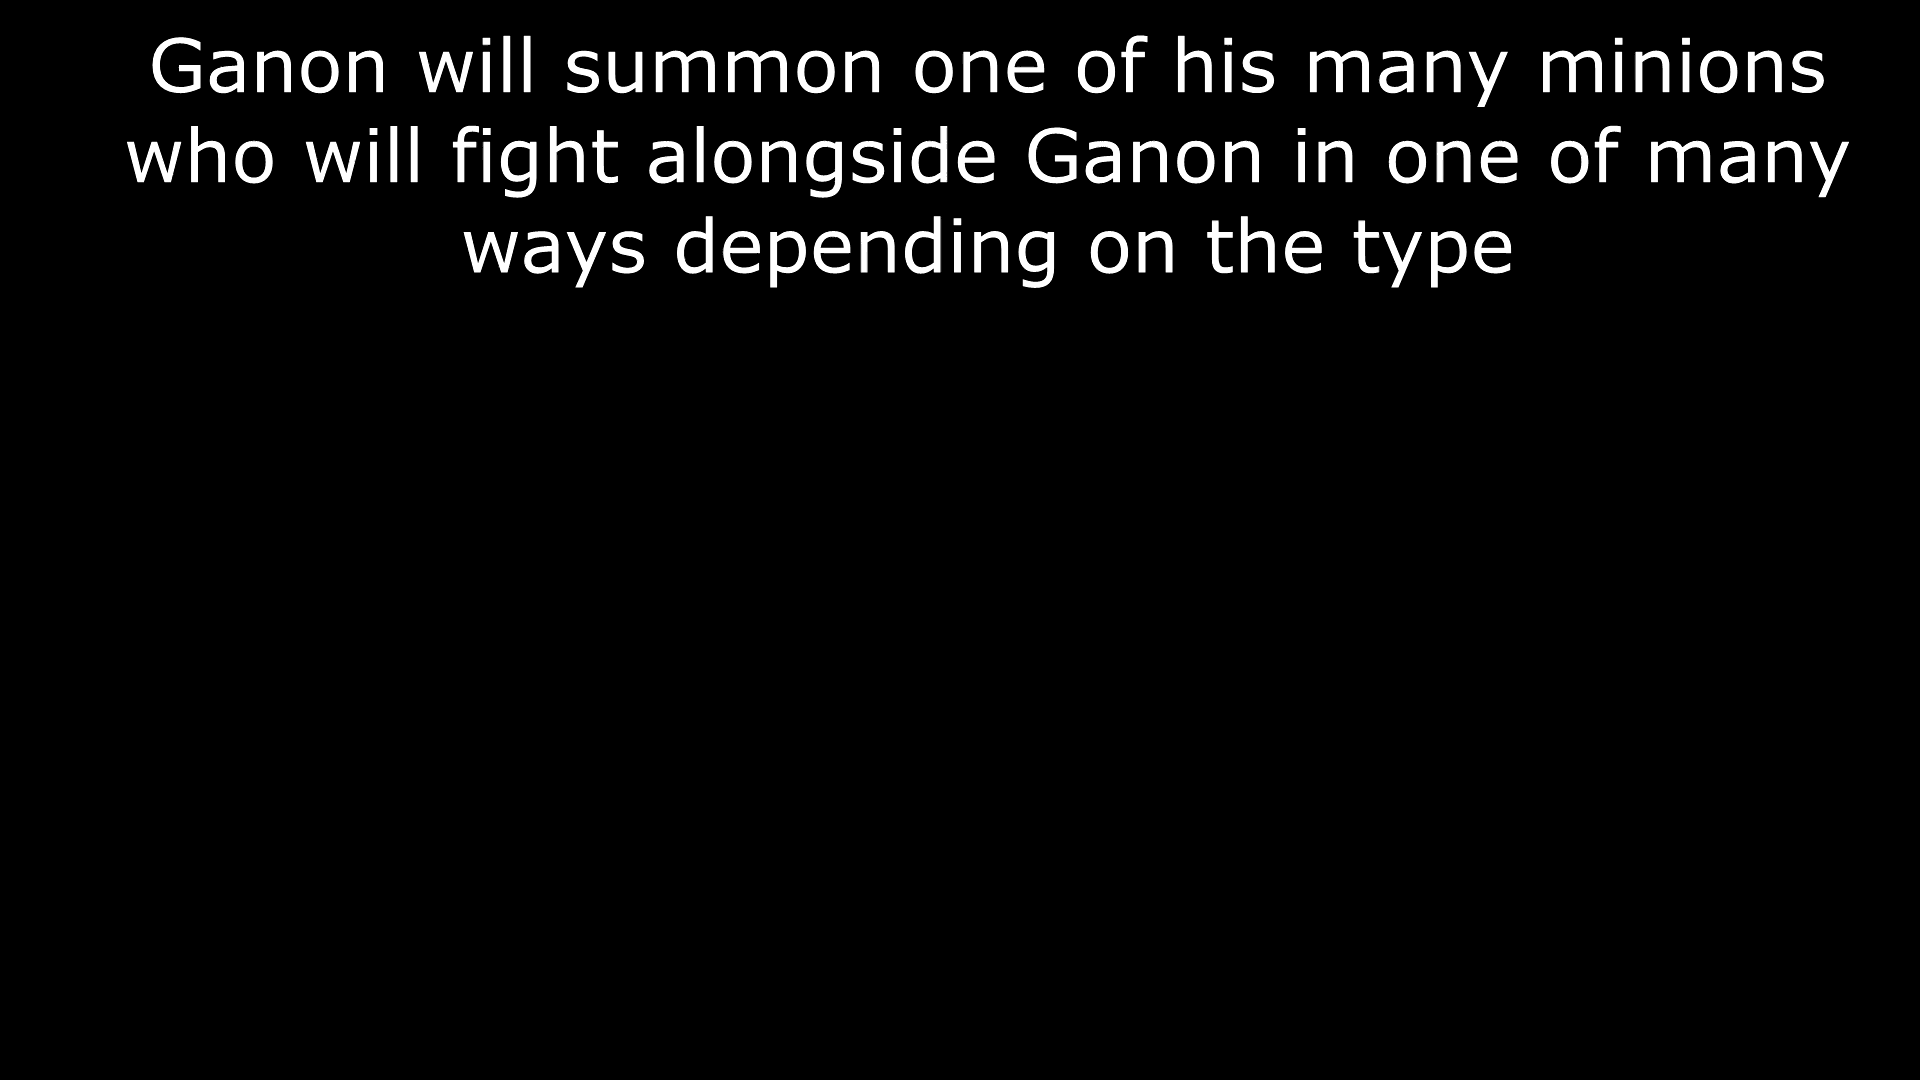 Ganon will summon one of his many minions
who will fight alongside Ganon in one of many
ways depending on the type